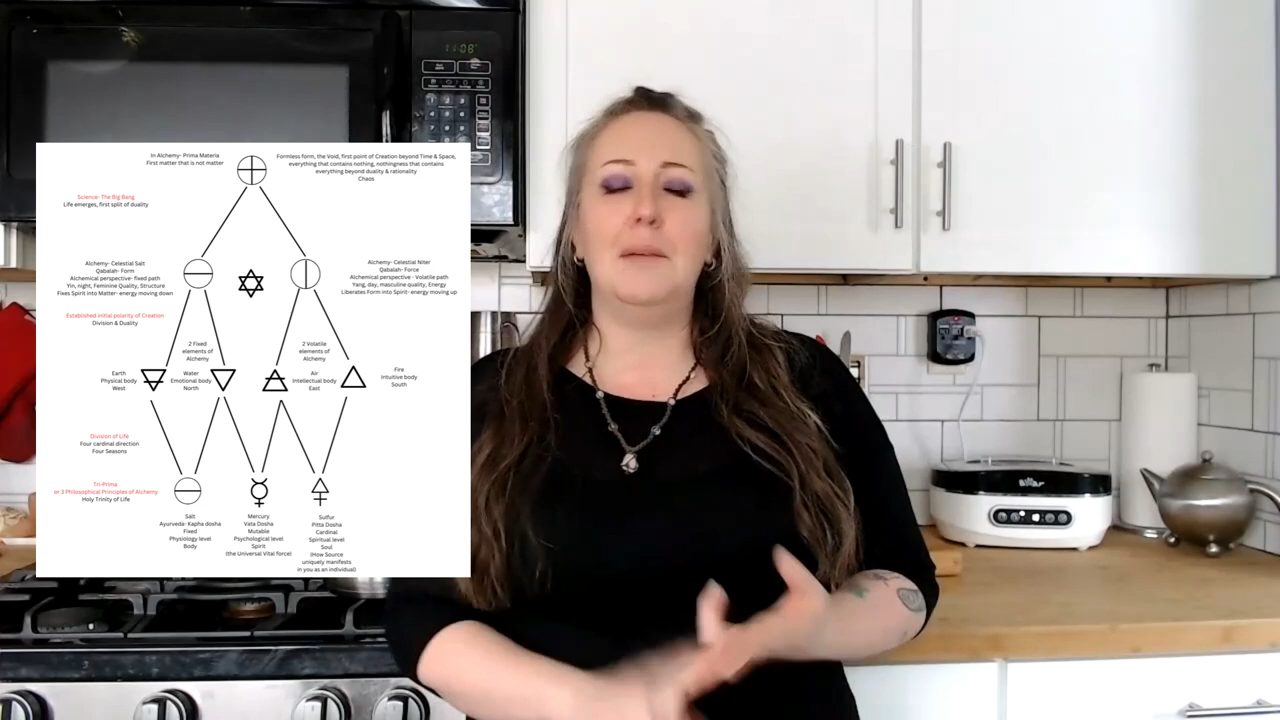 11:08
In Alchemy- Prima Materia
First matter that is not matter
Formless form, the Void, first point of Creation beyond Time & Space,
everything that contains nothing, nothingness that contains
everything beyond duality & rationality
Chaos
Science- The Big Bang
Life emerges, first split of duality
Alchemy- Celestial Salt
Qabalah- Form
Alchemical perspective- fixed path
Yin, night, Feminine Quality, Structure
Fixes Spirit into Matter- energy moving down
Alchemy- Celestial Niter
Qabalah- Force
Alchemical perspective - Volatile path
Yang, day, masculine quality, Energy
Liberates Form into Spirit- energy moving up
Established initial polarity of Creation
Division & Duality
2 Fixed
elements of
Alchemy
2 Volatile
elements of
Alchemy
Earth
Physical body
West
Water
Emotional body
North
Air
Intellectual body
East
Fire
Intuitive body
South
Division of Life
Four cardinal direction
Four Seasons
Tri-Prima
or 3 Philosophical Principles of Alchemy
Holy Trinity of Life
Salt
Ayurveda- Kapha dosha
Fixed
Physiology level
Body
Mercury
Vata Dosha
Mutable
Psychological level
Spirit
(the Universal Vital force)
Sulfur
Pitta Dosha
Cardinal
Spiritual level
Soul
(How Source
uniquely manifests
in you as an individual)